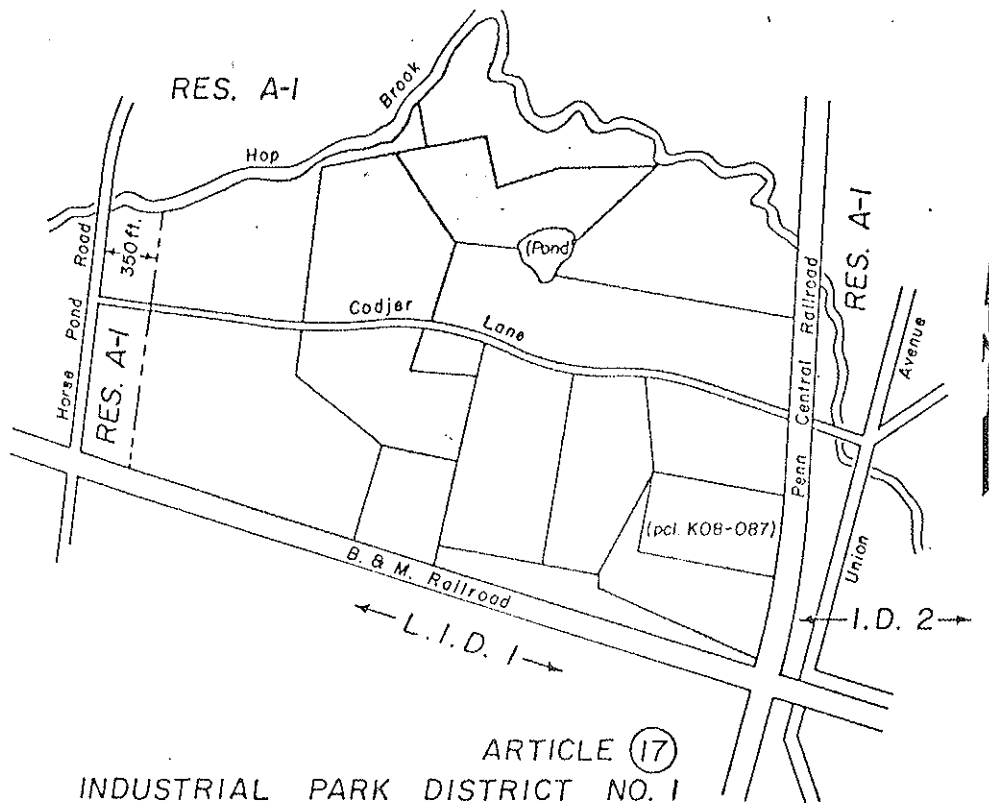 RES. A-1
Brook
Hop
RES. A-1
350 ft.
(Pond)
Horse Pond Road
RES. A-1
Codjer Lane
Penn Central Railroad
Union Avenue
(pcl. K08-087)
B. & M. Railroad
L.I.D. 1
I.D. 2
ARTICLE 17
INDUSTRIAL PARK DISTRICT NO. 1